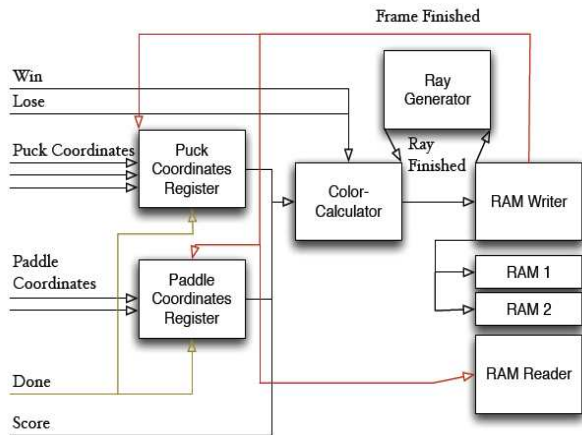 Frame Finished
Win
Lose
Ray
Generator
Puck Coordinates
Puck
Coordinates
Register
Ray
Finished
Color-
Calculator
RAM Writer
Paddle
Coordinates
Paddle
Coordinates
Register
RAM 1
RAM 2
RAM Reader
Done
Score